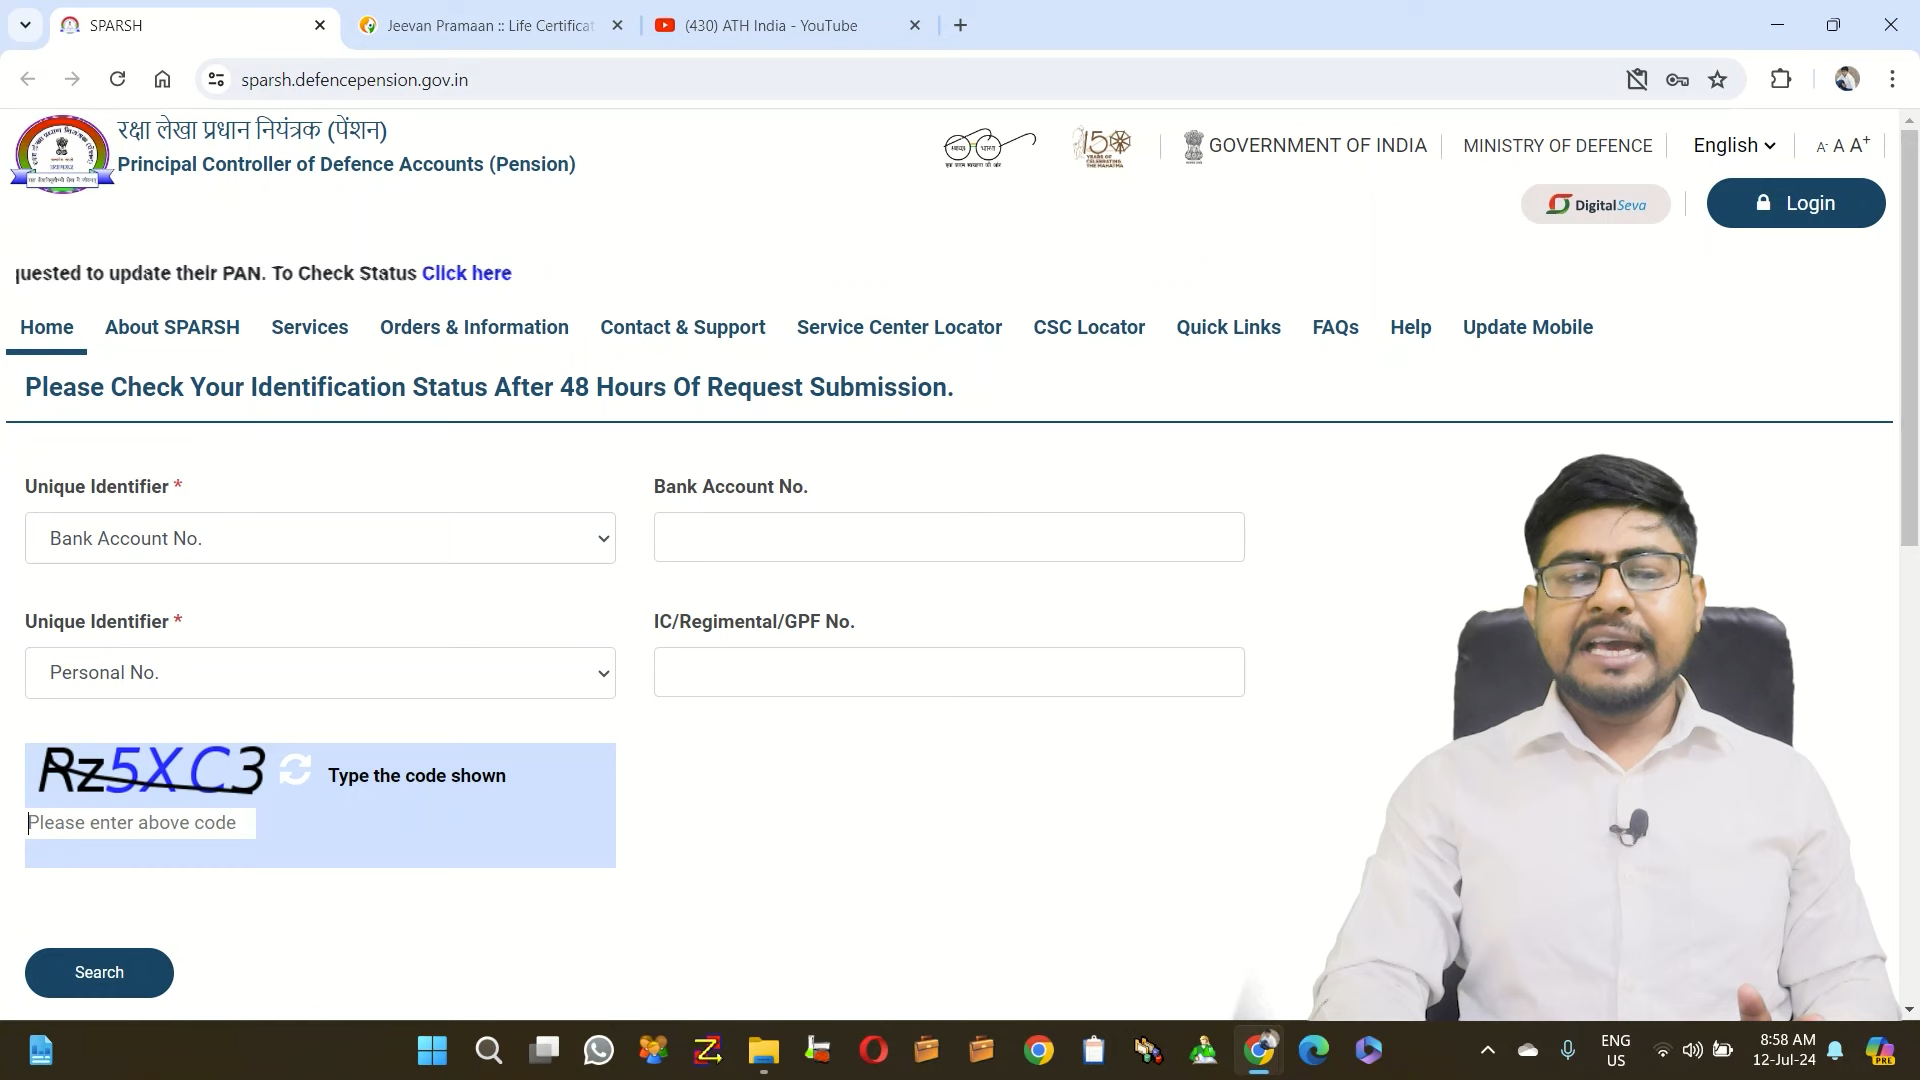 SPARSH
Jeevan Pramaan :: Life Certificat
(430) ATH India - YouTube
sparsh.defencepension.gov.in
रक्षा लेखा प्रधान नियंत्रक (पेंशन)
Principal Controller of Defence Accounts (Pension)
GOVERNMENT OF INDIA
MINISTRY OF DEFENCE
English
A- A A+
DigitalSeva
Login
quested to update their PAN. To Check Status Click here
Home About SPARSH Services Orders & Information Contact & Support Service Center Locator CSC Locator Quick Links FAQs Help Update Mobile
Please Check Your Identification Status After 48 Hours Of Request Submission.
Unique Identifier *
Bank Account No.
Bank Account No.
Unique Identifier *
IC/Regimental/GPF No.
Personal No.
Rz5XC3
Type the code shown
Please enter above code
Search
ENG
US
8:58 AM
12-Jul-24
PRE